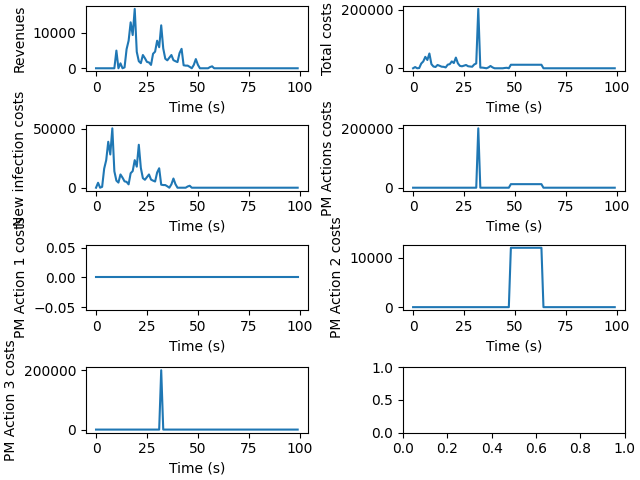 Revenues
10000
0
0 25 50 75 100
Time (s)
Total costs
200000
0
0 25 50 75 100
Time (s)
New infection costs
50000
0
0 25 50 75 100
Time (s)
PM Actions costs
200000
0
0 25 50 75 100
Time (s)
PM Action 1 costs
0.05
0.00
−0.05
0 25 50 75 100
Time (s)
PM Action 2 costs
10000
0
0 25 50 75 100
Time (s)
PM Action 3 costs
200000
0
0 25 50 75 100
Time (s)
1.0
0.5
0.0
0.0 0.2 0.4 0.6 0.8 1.0